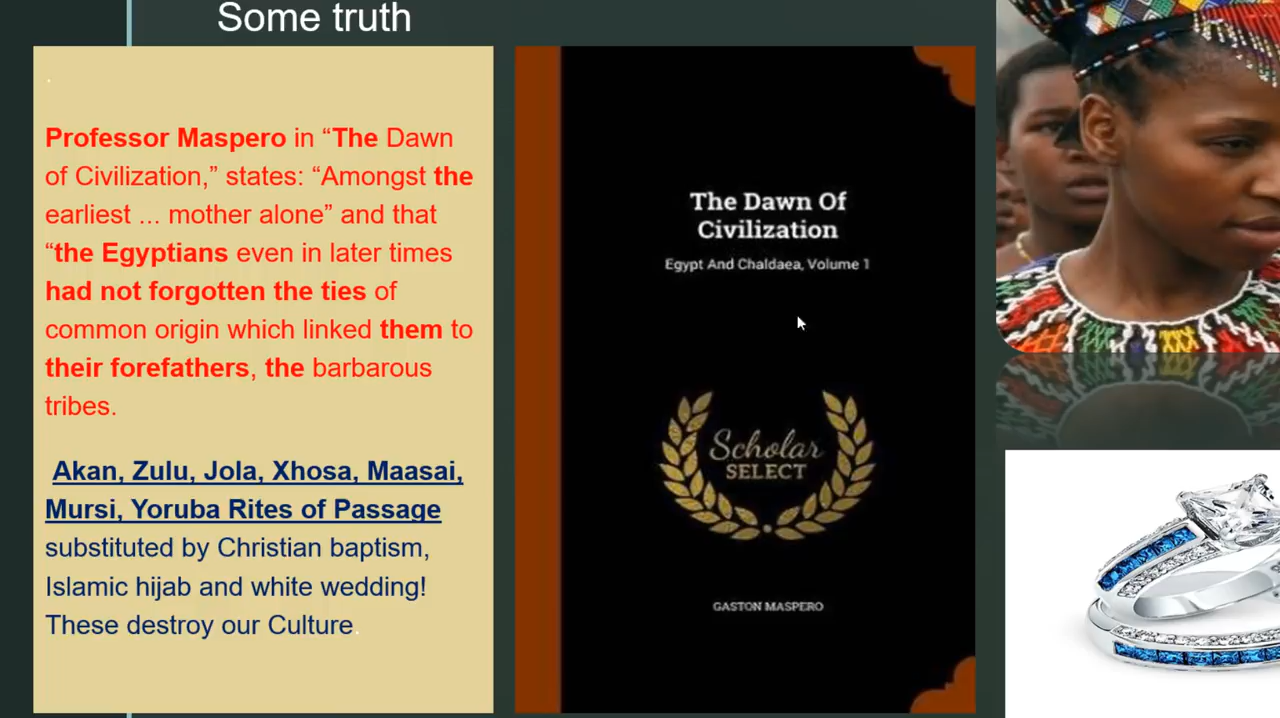 Some truth
.
Professor Maspero in “The Dawn
of Civilization,” states: “Amongst the
earliest ... mother alone” and that
“the Egyptians even in later times
had not forgotten the ties of
common origin which linked them to
their forefathers, the barbarous
tribes.
Akan, Zulu, Jola, Xhosa, Maasai,
Mursi, Yoruba Rites of Passage
substituted by Christian baptism,
Islamic hijab and white wedding!
These destroy our Culture.
The Dawn Of
Civilization
Egypt And Chaldaea, Volume 1
Scholar
SELECT
GASTON MASPERO